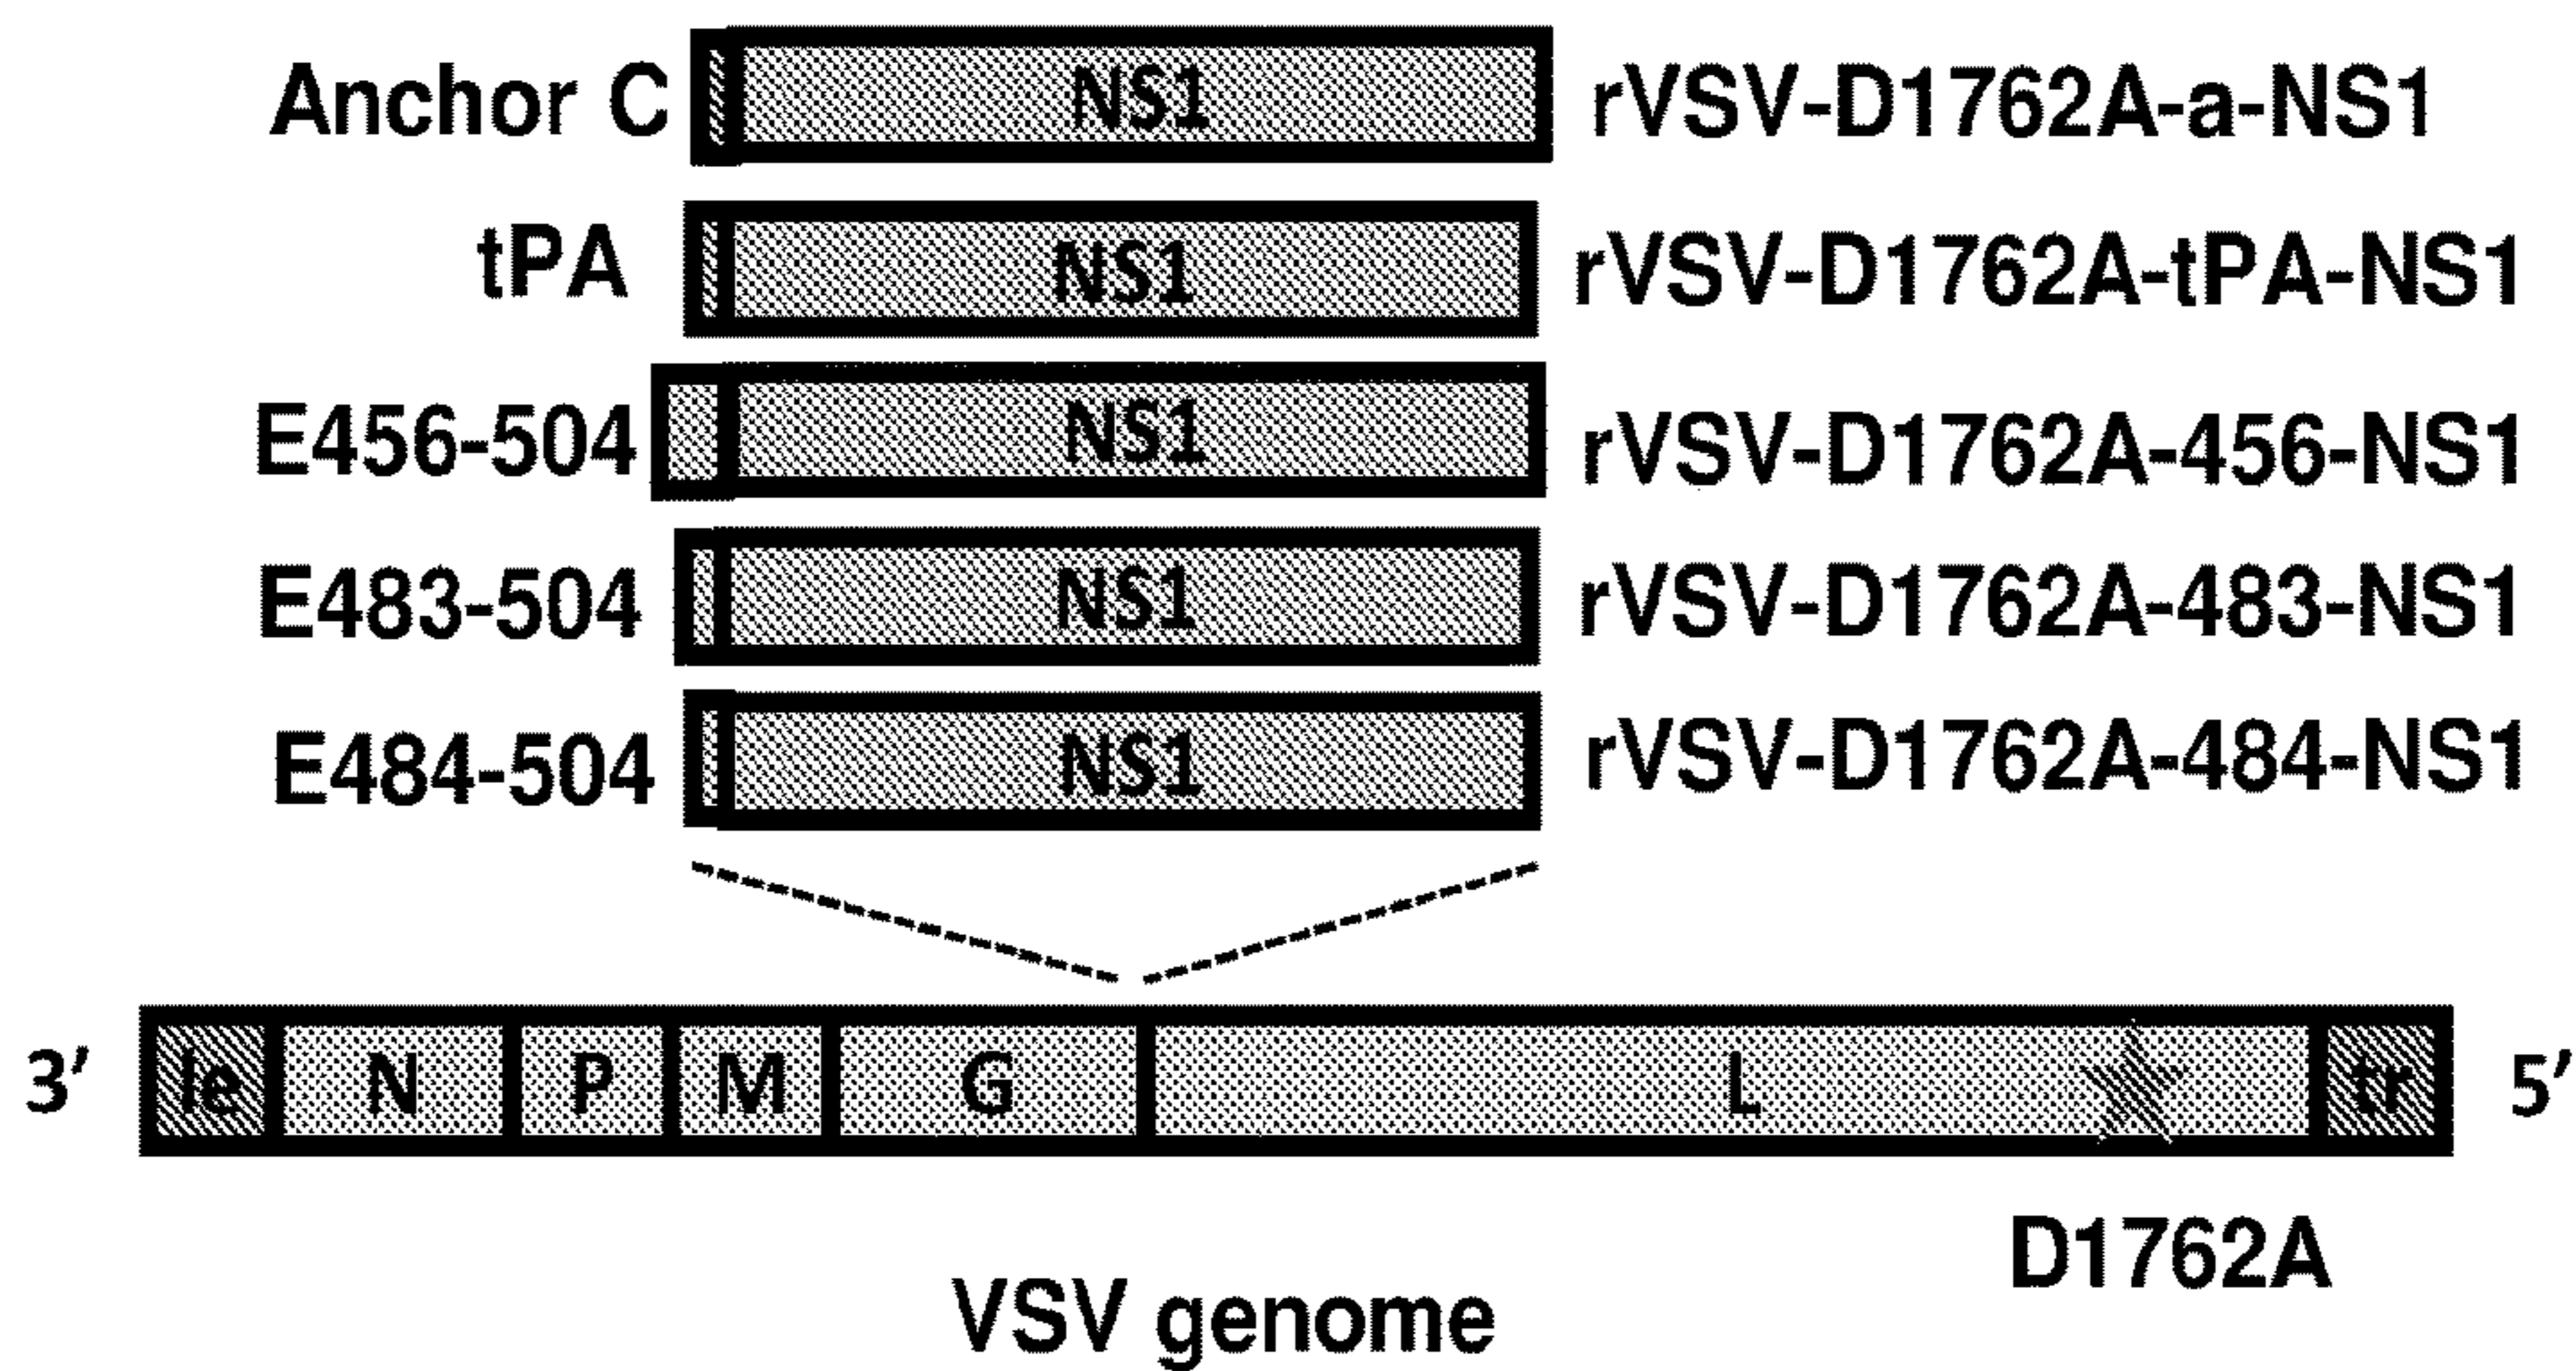 Anchor C NS1 rVSV-D1762A-a-NS1
tPA NS1 rVSV-D1762A-tPA-NS1
E456-504 NS1 rVSV-D1762A-456-NS1
E483-504 NS1 rVSV-D1762A-483-NS1
E484-504 NS1 rVSV-D1762A-484-NS1
3′ le N P M G L tr 5′
D1762A
VSV genome